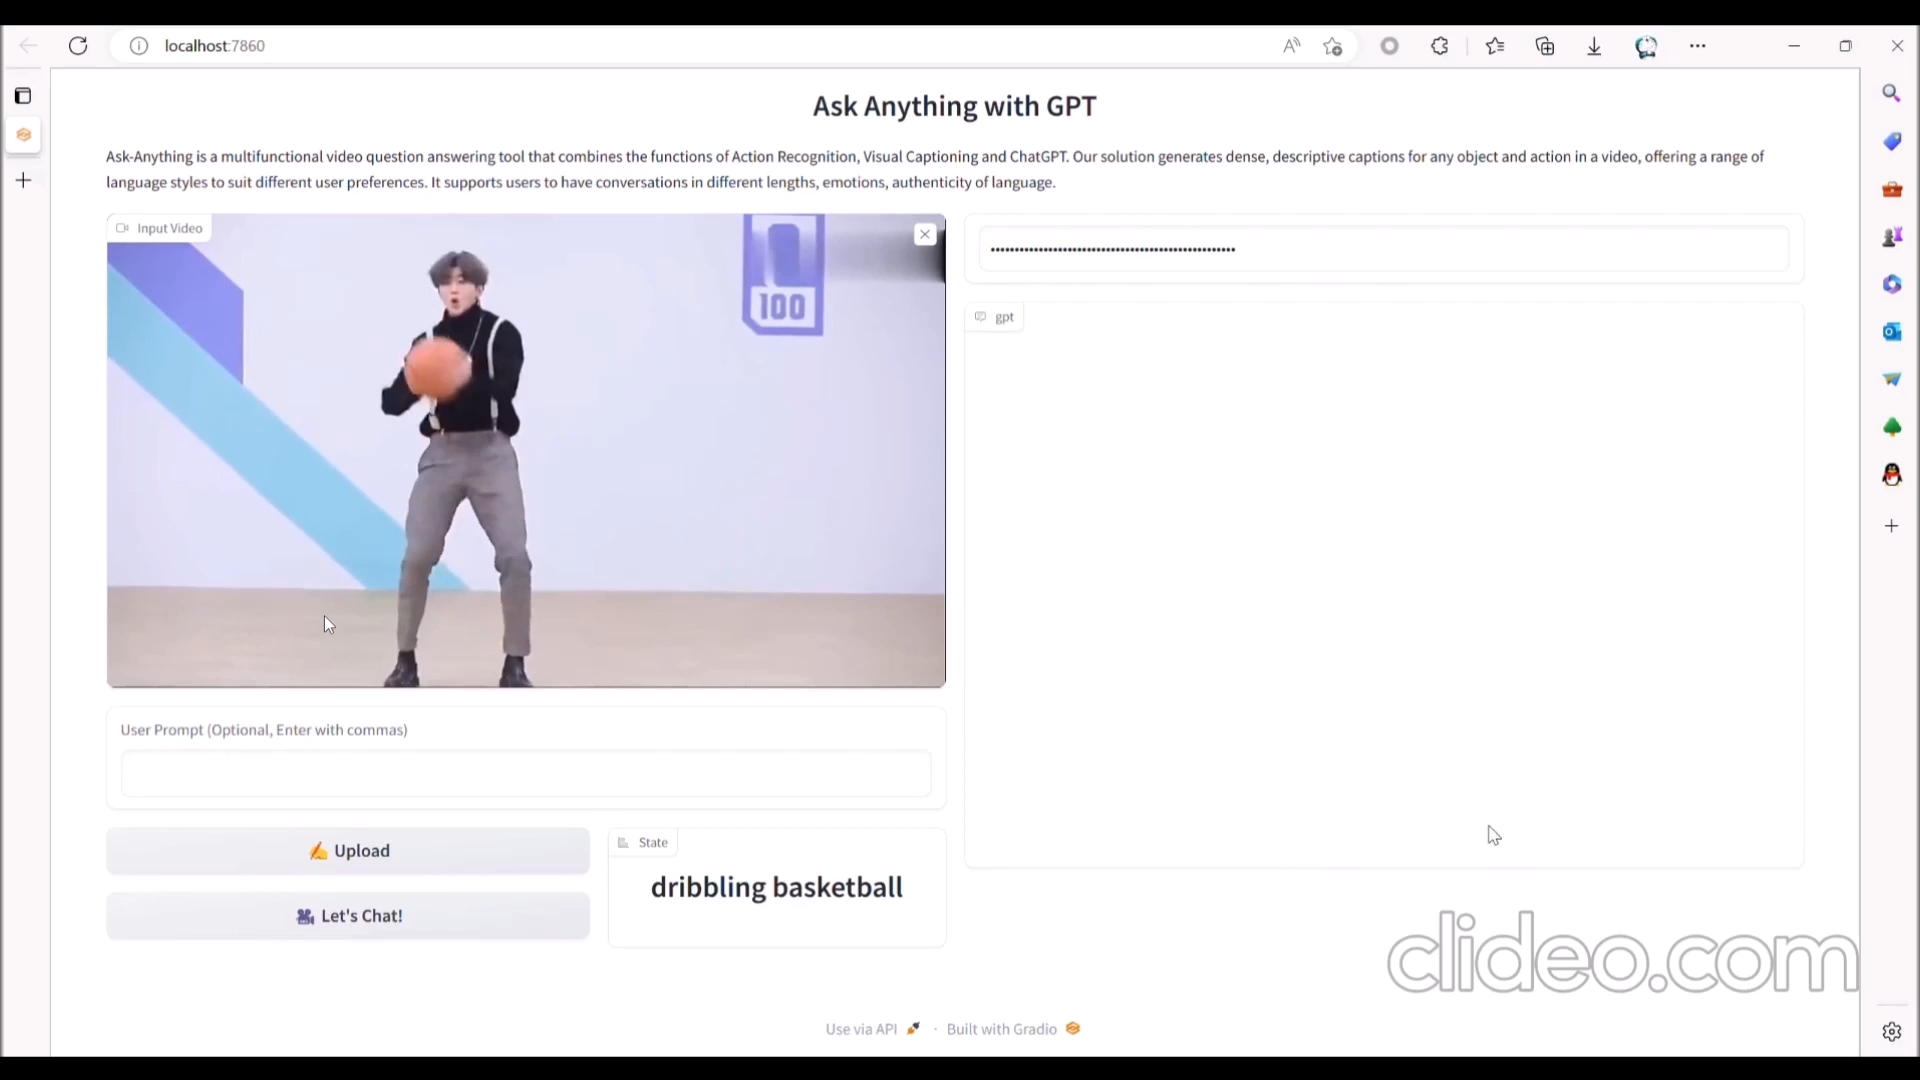 localhost:7860
Ask Anything with GPT
Ask-Anything is a multifunctional video question answering tool that combines the functions of Action Recognition, Visual Captioning and ChatGPT. Our solution generates dense, descriptive captions for any object and action in a video, offering a range of
language styles to suit different user preferences. It supports users to have conversations in different lengths, emotions, authenticity of language.
Input Video
100
••••••••••••••••••••••••••••••••••••••••••••••••••••
gpt
User Prompt (Optional, Enter with commas)
✍️ Upload
🎥 Let's Chat!
State
dribbling basketball
clideo.com
Use via API 🚀 · Built with Gradio